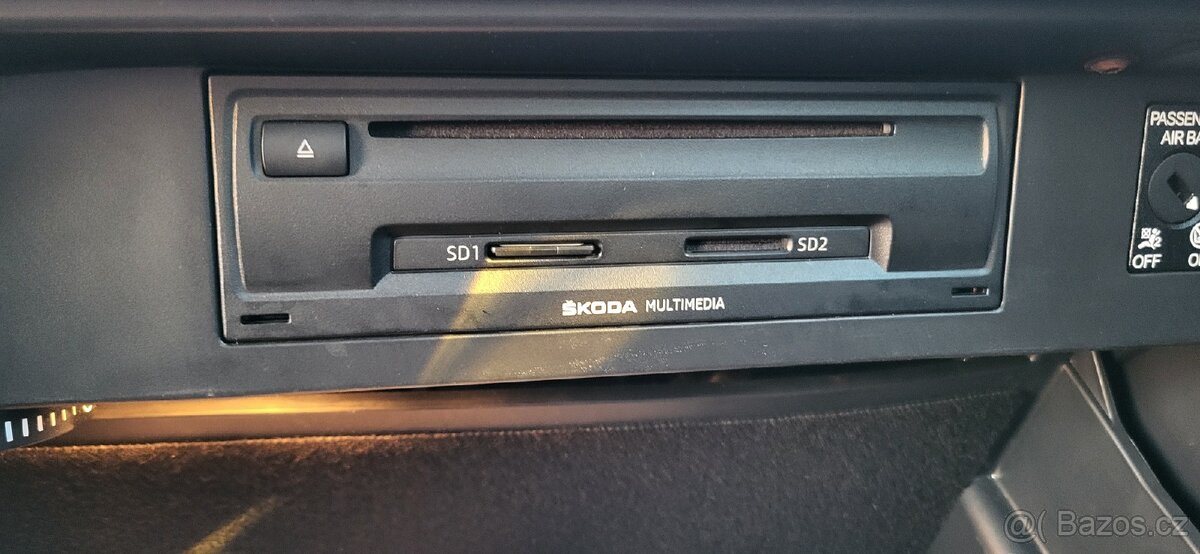 PASSEN
AIR BA
SD1
SD2
OFF
ŠKODA MULTIMEDIA
@( Bazos.cz